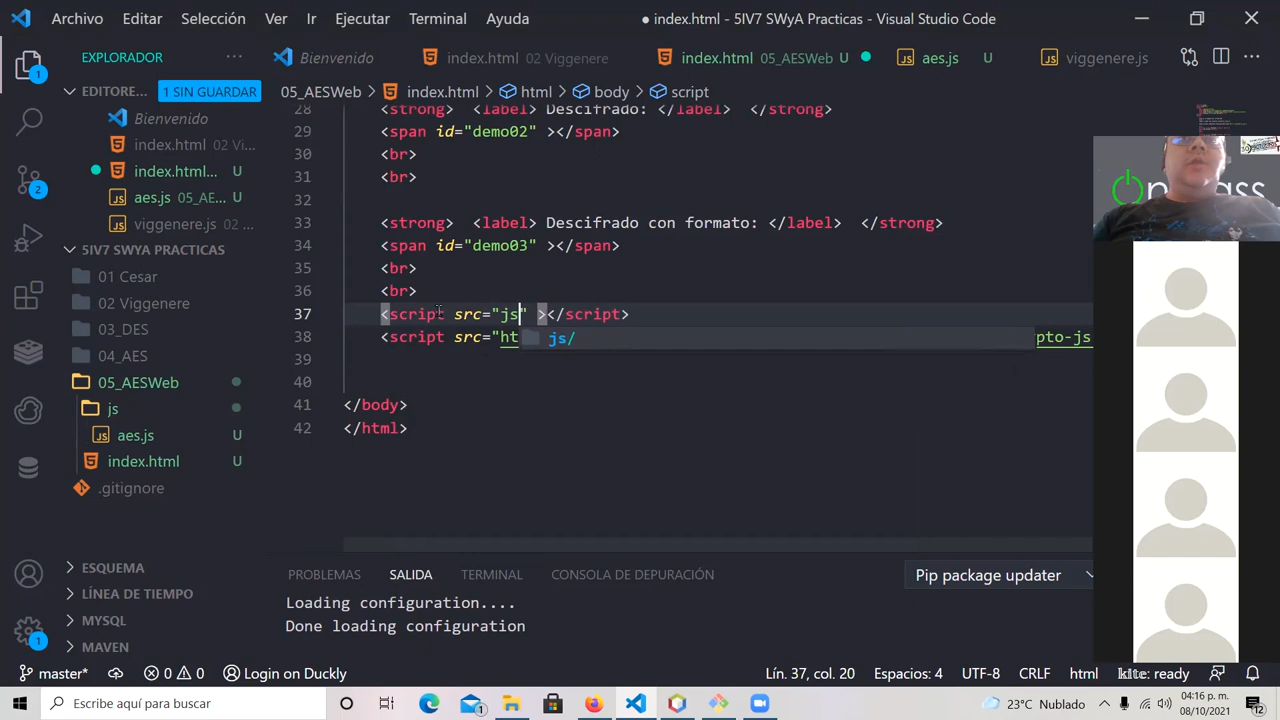 Archivo Editar Selección Ver Ir Ejecutar Terminal Ayuda ● index.html - 5IV7 SWyA Practicas - Visual Studio Code
EXPLORADOR ... Bienvenido index.html 02 Viggenere index.html 05_AESWeb U ● aes.js U viggenere.js ...
EDITORE... 1 SIN GUARDAR
Bienvenido
index.html 02 Vi...
index.html... U
aes.js 05_AE... U
viggenere.js 02 ...
5IV7 SWYA PRACTICAS
01 Cesar
02 Viggenere
03_DES
04_AES
05_AESWeb
js
aes.js U
index.html U
.gitignore
ESQUEMA
LÍNEA DE TIEMPO
MYSQL
MAVEN
05_AESWeb > index.html > html > body > script
28 <strong> <label> Descifrado: </label> </strong>
29 <span id="demo02" ></span>
30 <br>
31 <br>
32
33 <strong> <label> Descifrado con formato: </label> </strong>
34 <span id="demo03" ></span>
35 <br>
36 <br>
37 <script src="js" ></script>
38 <script src="ht js/ pto-js
39
40
41 </body>
42 </html>
PROBLEMAS SALIDA TERMINAL CONSOLA DE DEPURACIÓN Pip package updater
Loading configuration....
Done loading configuration
1
2
1
master* 0 0 Login on Duckly Lín. 37, col. 20 Espacios: 4 UTF-8 CRLF html kite: ready
Escribe aquí para buscar 1 23°C Nublado 04:16 p. m.
08/10/2021 12